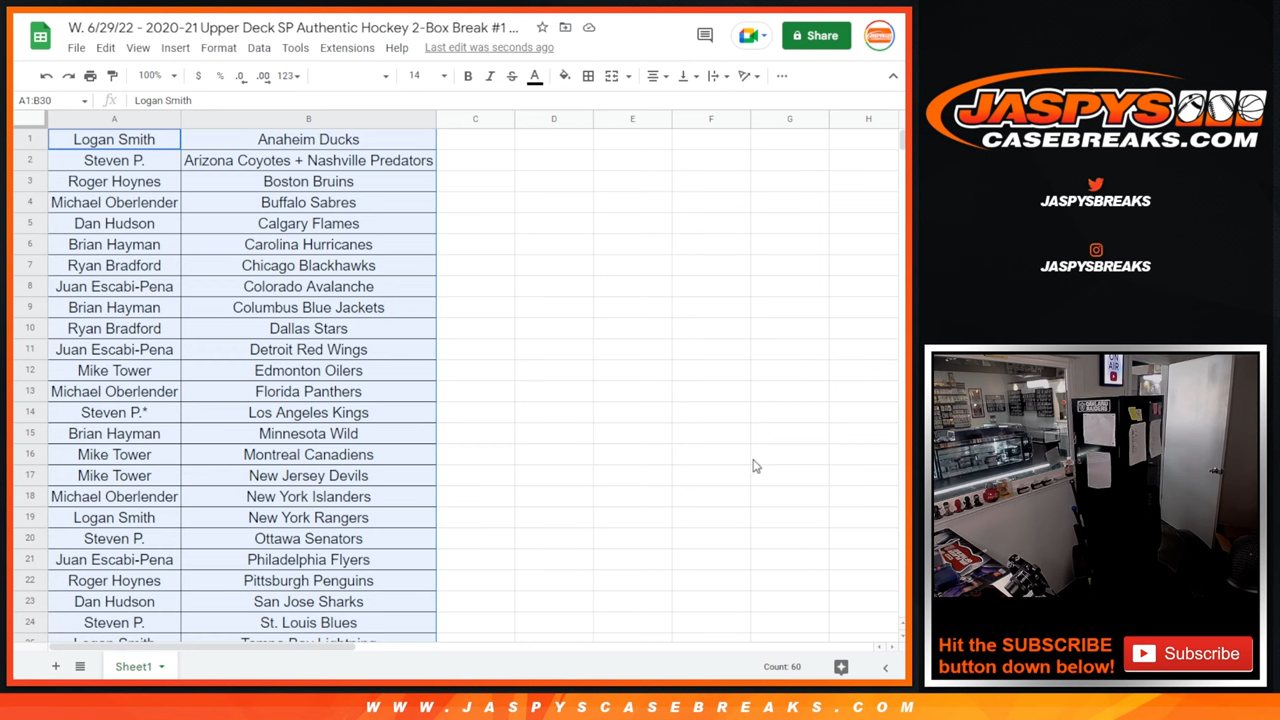 W. 6/29/22 - 2020-21 Upper Deck SP Authentic Hockey 2-Box Break #1 ...
File Edit View Insert Format Data Tools Extensions Help Last edit was seconds ago
Share
100% $ % .0 .00 123 14 B I S A
A1:B30 fx Logan Smith
A B C D E F G H
1 Logan Smith Anaheim Ducks
2 Steven P. Arizona Coyotes + Nashville Predators
3 Roger Hoynes Boston Bruins
4 Michael Oberlender Buffalo Sabres
5 Dan Hudson Calgary Flames
6 Brian Hayman Carolina Hurricanes
7 Ryan Bradford Chicago Blackhawks
8 Juan Escabi-Pena Colorado Avalanche
9 Brian Hayman Columbus Blue Jackets
10 Ryan Bradford Dallas Stars
11 Juan Escabi-Pena Detroit Red Wings
12 Mike Tower Edmonton Oilers
13 Michael Oberlender Florida Panthers
14 Steven P.* Los Angeles Kings
15 Brian Hayman Minnesota Wild
16 Mike Tower Montreal Canadiens
17 Mike Tower New Jersey Devils
18 Michael Oberlender New York Islanders
19 Logan Smith New York Rangers
20 Steven P. Ottawa Senators
21 Juan Escabi-Pena Philadelphia Flyers
22 Roger Hoynes Pittsburgh Penguins
23 Dan Hudson San Jose Sharks
24 Steven P. St. Louis Blues
Logan Smith Tampa Bay Lightning
Sheet1
Count: 60
JASPYS
CASEBREAKS.COM
JASPYSBREAKS
JASPYSBREAKS
ON AIR
Hit the SUBSCRIBE
button down below!
Subscribe
WWW.JASPYSCASEBREAKS.COM